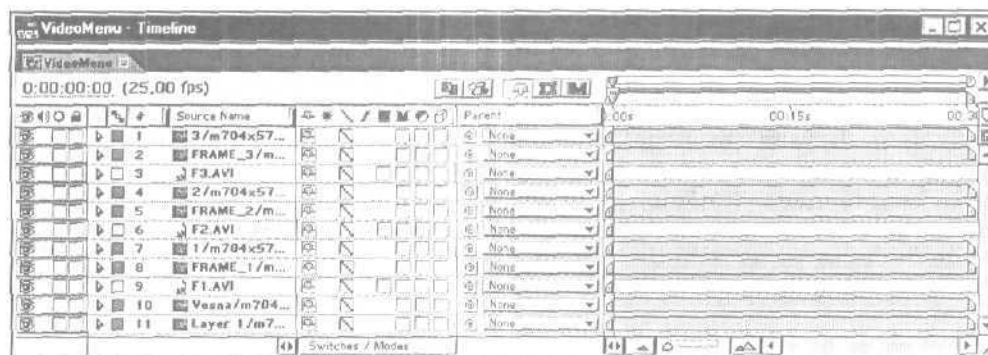 VideoMenu · Timeline
VideoMenu
0:00:00:00 (25,00 fps)
# Source Name Parent :00s 00:15s 00:3
1 3/m704x57... None
2 FRAME_3/m... None
3 F3.AVI None
4 2/m704x57... None
5 FRAME_2/m... None
6 F2.AVI None
7 1/m704x57... None
8 FRAME_1/m... None
9 F1.AVI None
10 Vesna/m704... None
11 Layer 1/m7... None
Switches / Modes